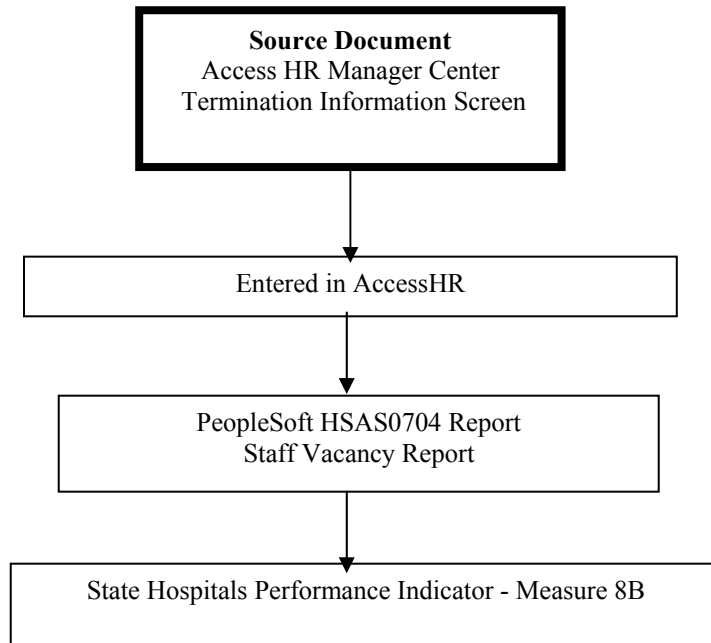 Source Document
Access HR Manager Center
Termination Information Screen
Entered in AccessHR
PeopleSoft HSAS0704 Report
Staff Vacancy Report
State Hospitals Performance Indicator - Measure 8B